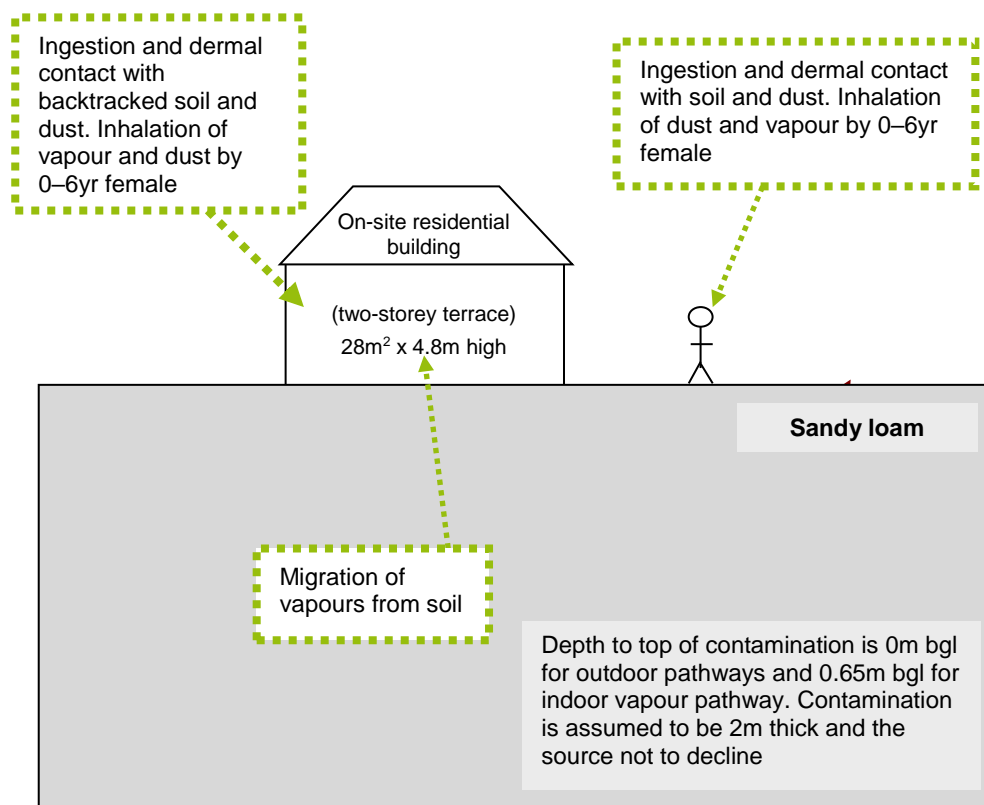 Ingestion and dermal
contact with
backtracked soil and
dust. Inhalation of
vapour and dust by
0–6yr female
Ingestion and dermal contact
with soil and dust. Inhalation
of dust and vapour by 0–6yr
female
On-site residential
building
(two-storey terrace)
28m² x 4.8m high
Sandy loam
Migration of
vapours from soil
Depth to top of contamination is 0m bgl
for outdoor pathways and 0.65m bgl for
indoor vapour pathway. Contamination
is assumed to be 2m thick and the
source not to decline